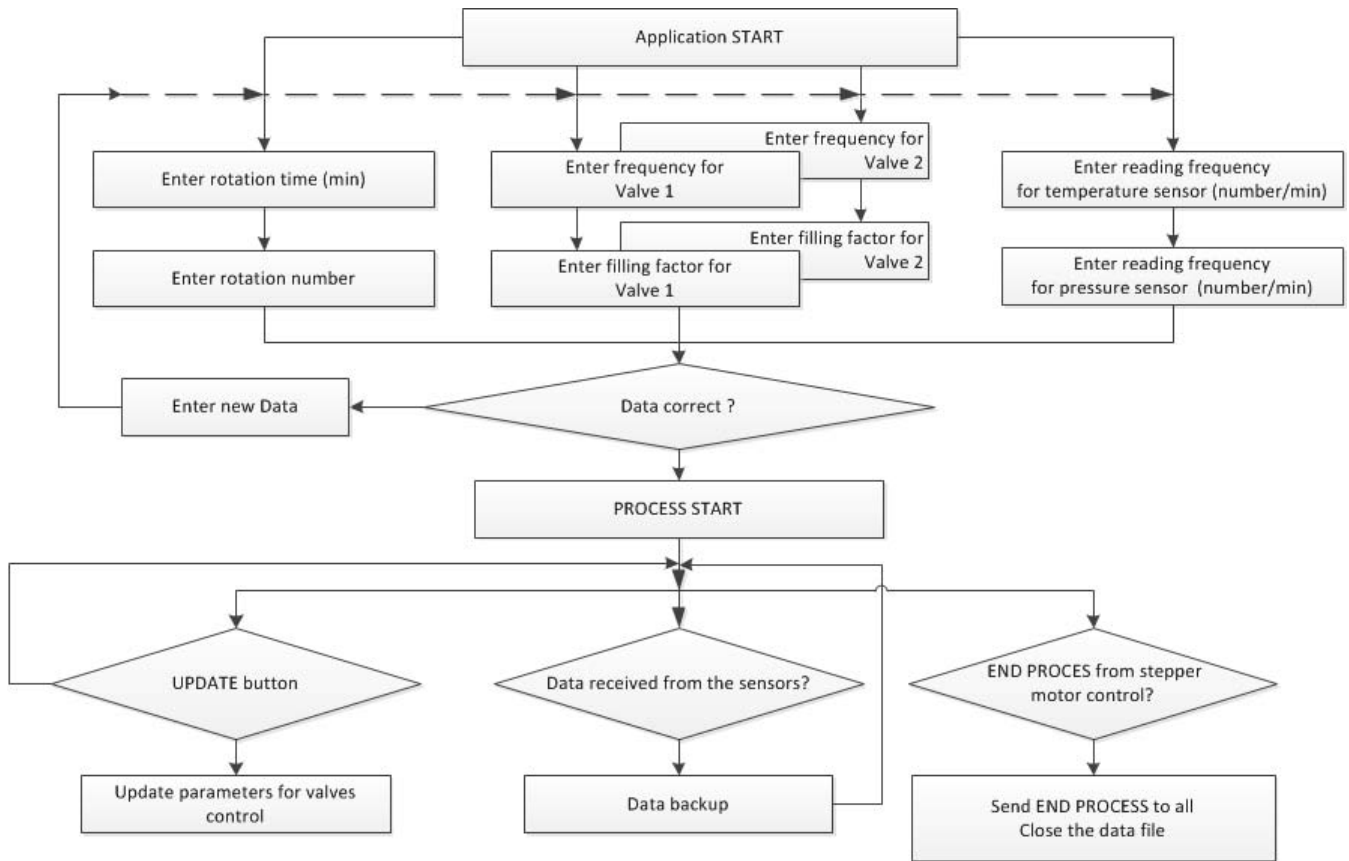 Application START
Enter rotation time (min)
Enter rotation number
Enter frequency for
Valve 1
Enter filling factor for
Valve 1
Enter frequency for
Valve 2
Enter filling factor for
Valve 2
Enter reading frequency
for temperature sensor (number/min)
Enter reading frequency
for pressure sensor (number/min)
Enter new Data
Data correct ?
PROCESS START
UPDATE button
Data received from the sensors?
END PROCES from stepper
motor control?
Update parameters for valves
control
Data backup
Send END PROCESS to all
Close the data file